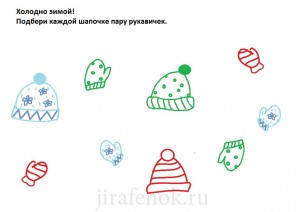 Холодно зимой!
Подбери каждой шапочке пару рукавичек.
jirafenok.ru